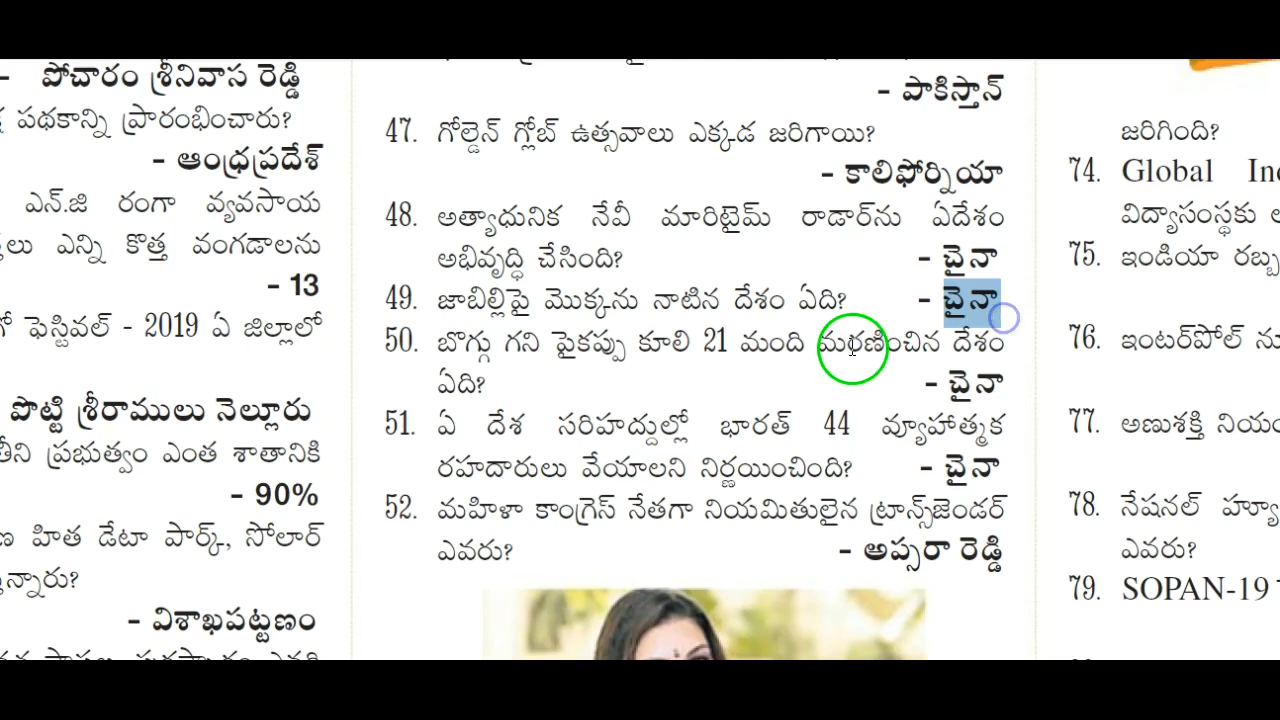 - పోచారం శ్రీనివాస రెడ్డి
పథకాన్ని ప్రారంభించారు?
- ఆంధ్రప్రదేశ్
ఎన్.జి రంగా వ్యవసాయ
ఎన్ని కొత్త వంగడాలను
- 13
ఫెస్టివల్ - 2019 ఏ జిల్లాలో
పొట్టి శ్రీరాములు నెల్లూరు
ప్రభుత్వం ఎంత శాతానికి
- 90%
హిత డేటా పార్క్, సోలార్
- విశాఖపట్టణం
- పాకిస్తాన్
47. గోల్డెన్ గ్లోబ్ ఉత్సవాలు ఎక్కడ జరిగాయి?
- కాలిఫోర్నియా
48. అత్యాధునిక నేవీ మారిటైమ్ రాడార్‌ను ఏదేశం
అభివృద్ధి చేసింది? - చైనా
49. జాబిల్లిపై మొక్కను నాటిన దేశం ఏది? - చైనా
50. బొగ్గు గని పైకప్పు కూలి 21 మంది మరణించిన దేశం
ఏది? - చైనా
51. ఏ దేశ సరిహద్దుల్లో భారత్ 44 వ్యూహాత్మక
రహదారులు వేయాలని నిర్ణయించింది? - చైనా
52. మహిళా కాంగ్రెస్ నేతగా నియమితులైన ట్రాన్స్‌జెండర్
ఎవరు? - అప్సరా రెడ్డి
జరిగింది?
74. Global
విద్యాసంస్థకు
75. ఇండియా
76. ఇంటర్‌పోల్
77. అణుశక్తి
78. నేషనల్
ఎవరు?
79. SOPAN-19